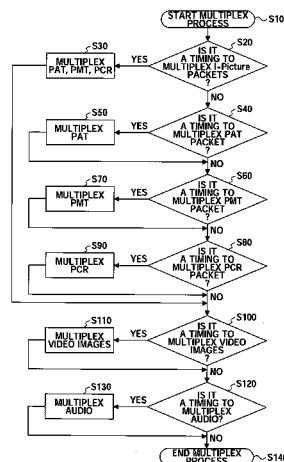 START MULTIPLEX
PROCESS
S10
S30
MULTIPLEX
PAT, PMT, PCR
YES
S20
IS IT
A TIMING TO
MULTIPLEX I-Picture
PACKETS
?
NO
S50
MULTIPLEX
PAT
YES
S40
IS IT
A TIMING TO
MULTIPLEX PAT
PACKET
?
NO
S70
MULTIPLEX
PMT
YES
S60
IS IT
A TIMING TO
MULTIPLEX PMT
PACKET
?
NO
S90
MULTIPLEX
PCR
YES
S80
IS IT
A TIMING TO
MULTIPLEX PCR
PACKET
?
NO
S110
MULTIPLEX
VIDEO IMAGES
YES
S100
IS IT
A TIMING TO
MULTIPLEX VIDEO
IMAGES
?
NO
S130
MULTIPLEX
AUDIO
YES
S120
IS IT
A TIMING TO
MULTIPLEX
AUDIO?
NO
END MULTIPLEX
PROCESS
S140